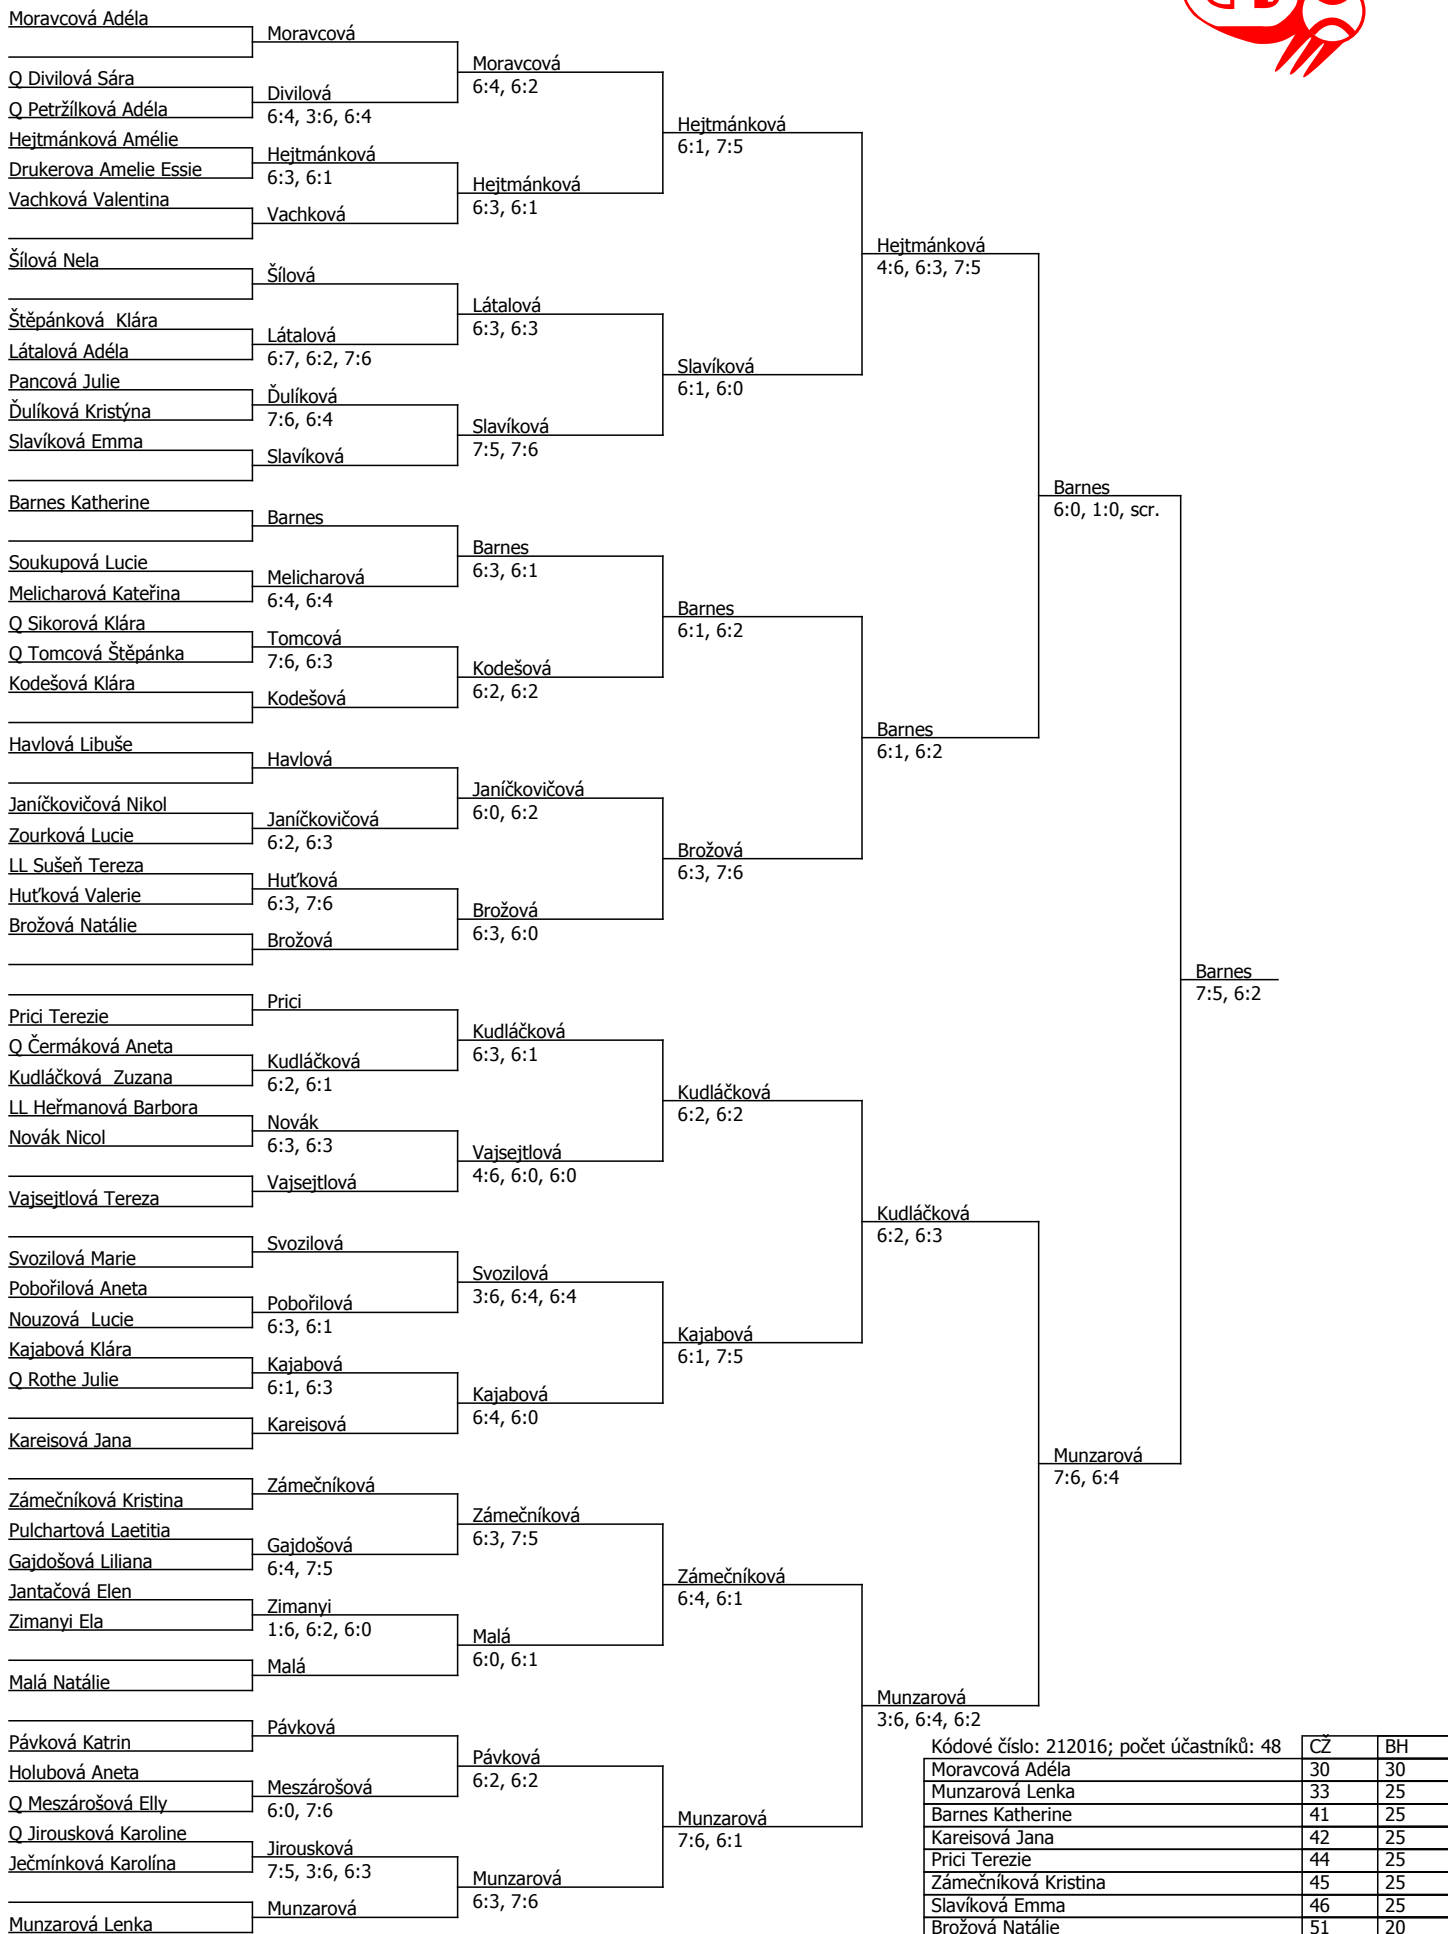 Moravcová Adéla
Q Divilová Sára
Q Petržílková Adéla
Hejtmánková Amélie
Drukerova Amelie Essie
Vachková Valentina
Šílová Nela
Štěpánková  Klára
Látalová Adéla
Pancová Julie
Ďulíková Kristýna
Slavíková Emma
Barnes Katherine
Soukupová Lucie
Melicharová Kateřina
Q Sikorová Klára
Q Tomcová Štěpánka
Kodešová Klára
Havlová Libuše
Janíčkovičová Nikol
Zourková Lucie
LL Sušeň Tereza
Huťková Valerie
Brožová Natálie
Prici Terezie
Q Čermáková Aneta
Kudláčková  Zuzana
LL Heřmanová Barbora
Novák Nicol
Vajsejtlová Tereza
Svozilová Marie
Pobořilová Aneta
Nouzová  Lucie
Kajabová Klára
Q Rothe Julie
Kareisová Jana
Zámečníková Kristina
Pulchartová Laetitia
Gajdošová Liliana
Jantačová Elen
Zimanyi Ela
Malá Natálie
Pávková Katrin
Holubová Aneta
Q Meszárošová Elly
Q Jirousková Karoline
Ječmínková Karolína
Munzarová Lenka
Moravcová
Divilová
6:4, 3:6, 6:4
Hejtmánková
6:3, 6:1
Vachková
Šílová
Látalová
6:7, 6:2, 7:6
Ďulíková
7:6, 6:4
Slavíková
Barnes
Melicharová
6:4, 6:4
Tomcová
7:6, 6:3
Kodešová
Havlová
Janíčkovičová
6:2, 6:3
Huťková
6:3, 7:6
Brožová
Prici
Kudláčková
6:2, 6:1
Novák
6:3, 6:3
Vajsejtlová
Svozilová
Pobořilová
6:3, 6:1
Kajabová
6:1, 6:3
Kareisová
Zámečníková
Gajdošová
6:4, 7:5
Zimanyi
1:6, 6:2, 6:0
Malá
Pávková
Meszárošová
6:0, 7:6
Jirousková
7:5, 3:6, 6:3
Munzarová
Moravcová
6:4, 6:2
Hejtmánková
6:3, 6:1
Látalová
6:3, 6:3
Slavíková
7:5, 7:6
Barnes
6:3, 6:1
Kodešová
6:2, 6:2
Janíčkovičová
6:0, 6:2
Brožová
6:3, 6:0
Kudláčková
6:3, 6:1
Vajsejtlová
4:6, 6:0, 6:0
Svozilová
3:6, 6:4, 6:4
Kajabová
6:4, 6:0
Zámečníková
6:3, 7:5
Malá
6:0, 6:1
Pávková
6:2, 6:2
Munzarová
6:3, 7:6
Hejtmánková
6:1, 7:5
Slavíková
6:1, 6:0
Barnes
6:1, 6:2
Brožová
6:3, 7:6
Kudláčková
6:2, 6:2
Kajabová
6:1, 7:5
Zámečníková
6:4, 6:1
Munzarová
7:6, 6:1
Hejtmánková
4:6, 6:3, 7:5
Barnes
6:1, 6:2
Kudláčková
6:2, 6:3
Munzarová
3:6, 6:4, 6:2
Barnes
6:0, 1:0, scr.
Munzarová
7:6, 6:4
Barnes
7:5, 6:2
Kódové číslo: 212016; počet účastníků: 48 CŽ BH
Moravcová Adéla 30 30
Munzarová Lenka 33 25
Barnes Katherine 41 25
Kareisová Jana 42 25
Prici Terezie 44 25
Zámečníková Kristina 45 25
Slavíková Emma 46 25
Brožová Natálie 51 20